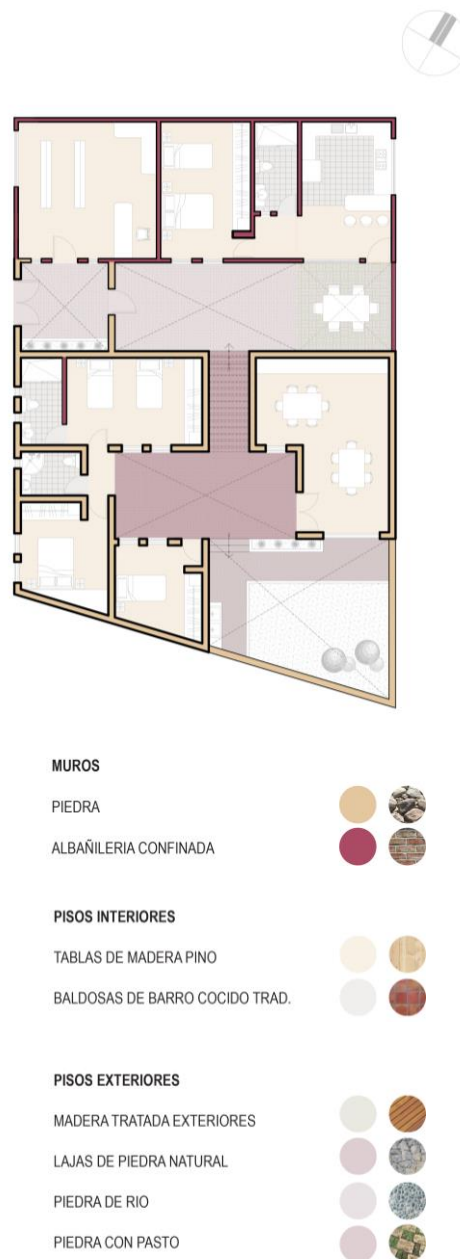 MUROS
PIEDRA
ALBAÑILERIA CONFINADA
PISOS INTERIORES
TABLAS DE MADERA PINO
BALDOSAS DE BARRO COCIDO TRAD.
PISOS EXTERIORES
MADERA TRATADA EXTERIORES
LAJAS DE PIEDRA NATURAL
PIEDRA DE RIO
PIEDRA CON PASTO